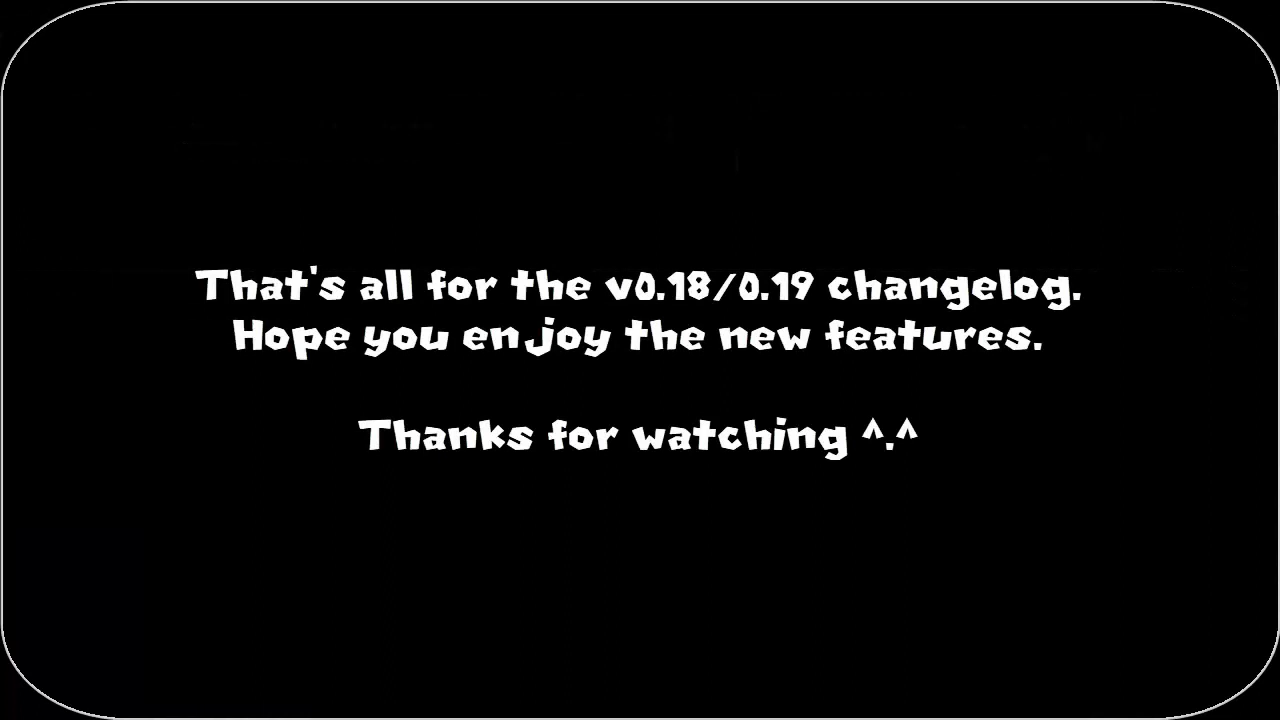 That's all for the v0.18/0.19 changelog.
Hope you enjoy the new features.
Thanks for watching ^.^